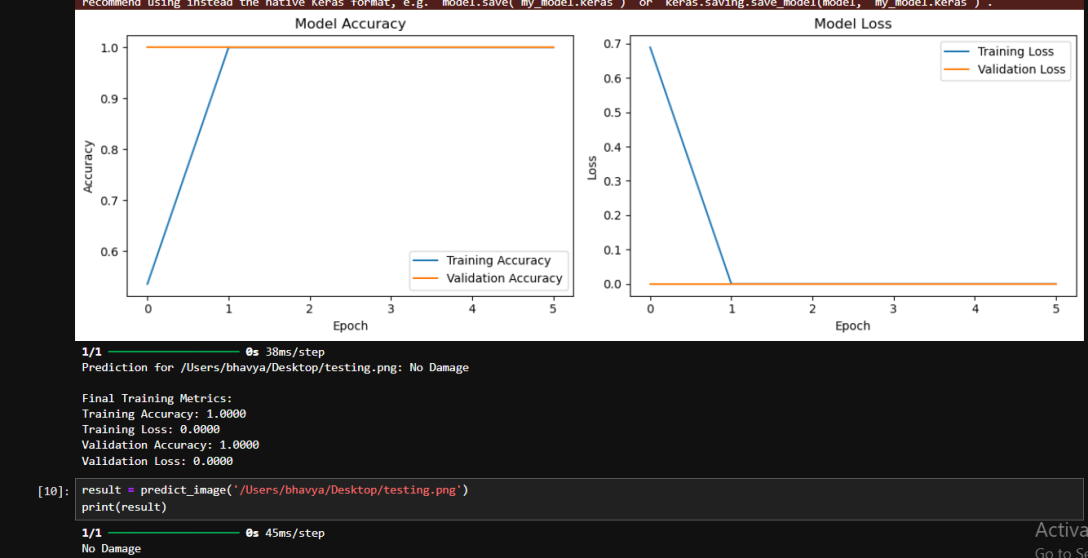 recommend using instead the native Keras format, e.g. `model.save('my_model.keras')` or `keras.saving.save_model(model, 'my_model.keras')`.
Model Accuracy
1.0
0.9
0.8
0.7
0.6
Accuracy
Training Accuracy
Validation Accuracy
0 1 2 3 4 5
Epoch
Model Loss
0.7
0.6
0.5
0.4
0.3
0.2
0.1
0.0
Loss
Training Loss
Validation Loss
0 1 2 3 4 5
Epoch
1/1 0s 38ms/step
Prediction for /Users/bhavya/Desktop/testing.png: No Damage
Final Training Metrics:
Training Accuracy: 1.0000
Training Loss: 0.0000
Validation Accuracy: 1.0000
Validation Loss: 0.0000
[10]: result = predict_image('/Users/bhavya/Desktop/testing.png')
print(result)
1/1 0s 45ms/step
No Damage
Activa
Go to Se